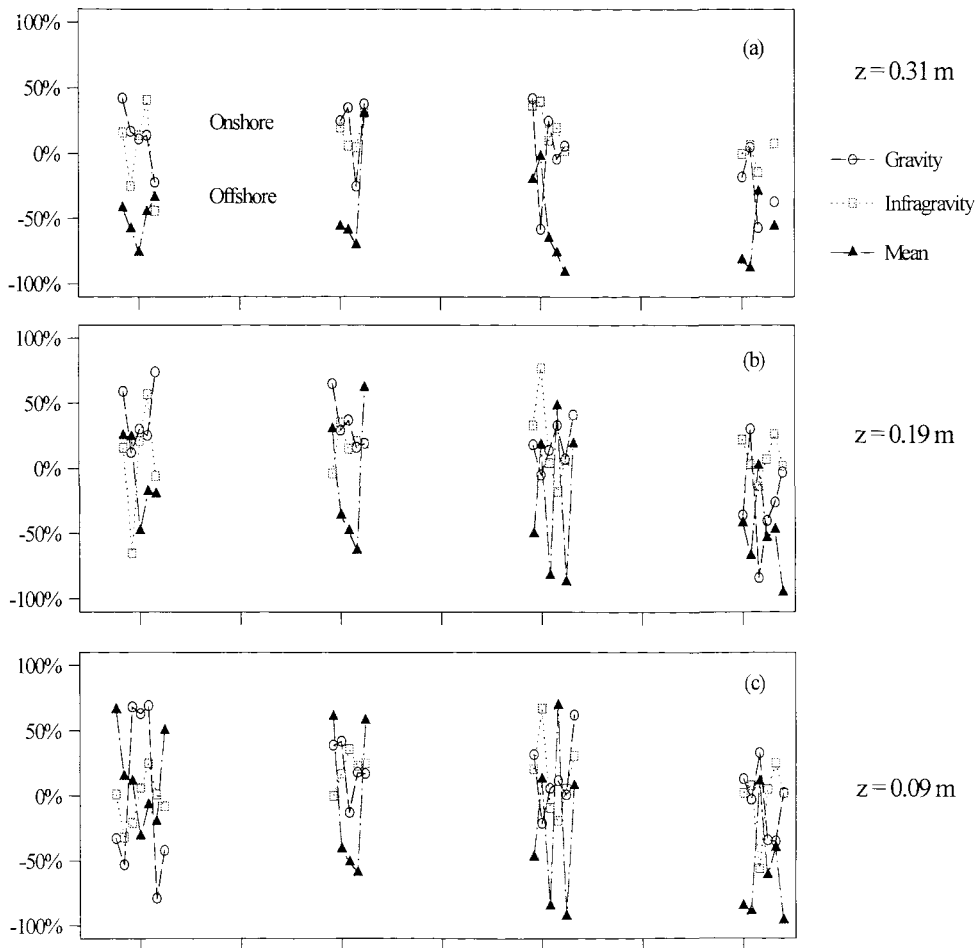 100%
50%
0%
-50%
-100%
Onshore
Offshore
(a)
z = 0.31 m
Gravity
Infragravity
Mean
100%
50%
0%
-50%
-100%
(b)
z = 0.19 m
100%
50%
0%
-50%
-100%
(c)
z = 0.09 m